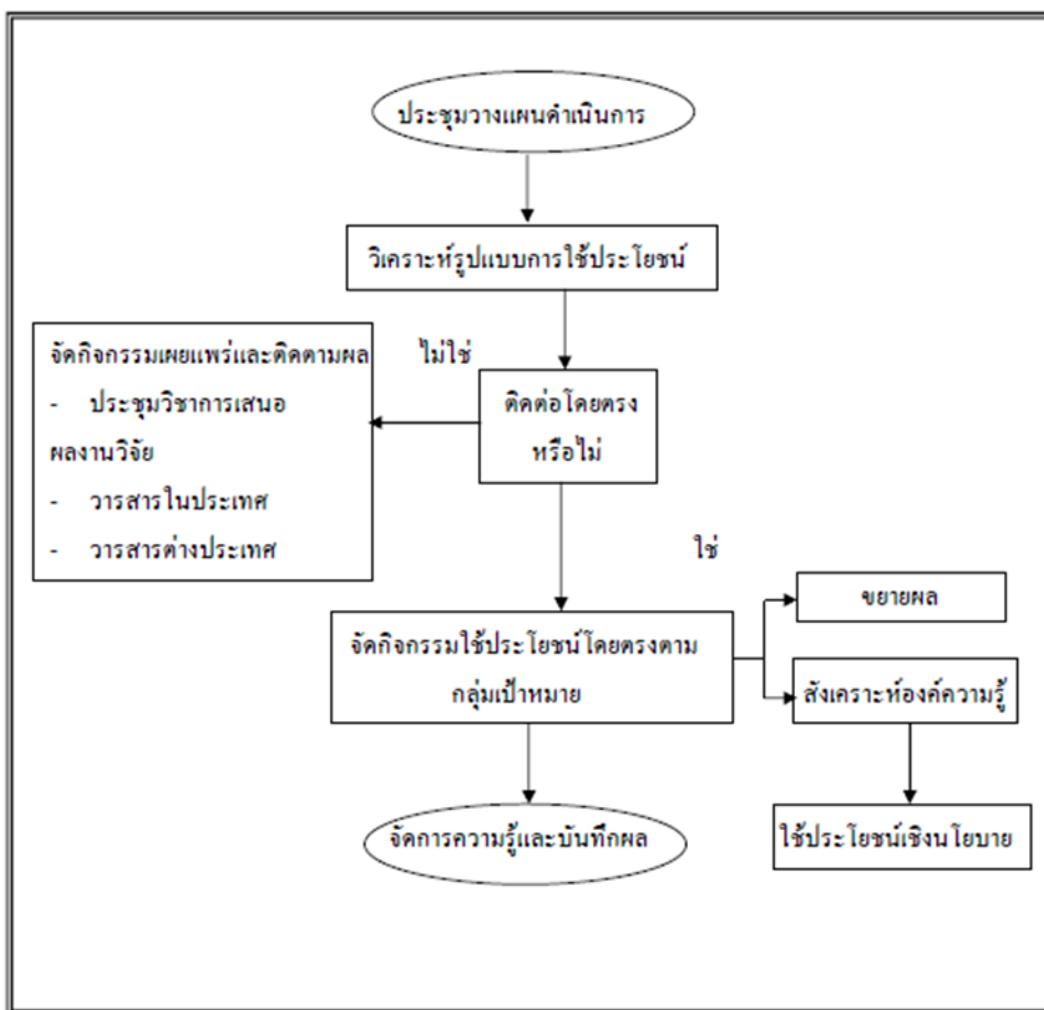 ประชุมวางแผนดำเนินการ
วิเคราะห์รูปแบบการใช้ประโยชน์
จัดกิจกรรมเผยแพร่และติดตามผล
- ประชุมวิชาการเสนอ
ผลงานวิจัย
- วารสารในประเทศ
- วารสารต่างประเทศ
ไม่ใช่
ติดต่อโดยตรง
หรือไม่
ใช่
จัดกิจกรรมใช้ประโยชน์โดยตรงตาม
กลุ่มเป้าหมาย
ขยายผล
สังเคราะห์องค์ความรู้
จัดการความรู้และบันทึกผล
ใช้ประโยชน์เชิงนโยบาย